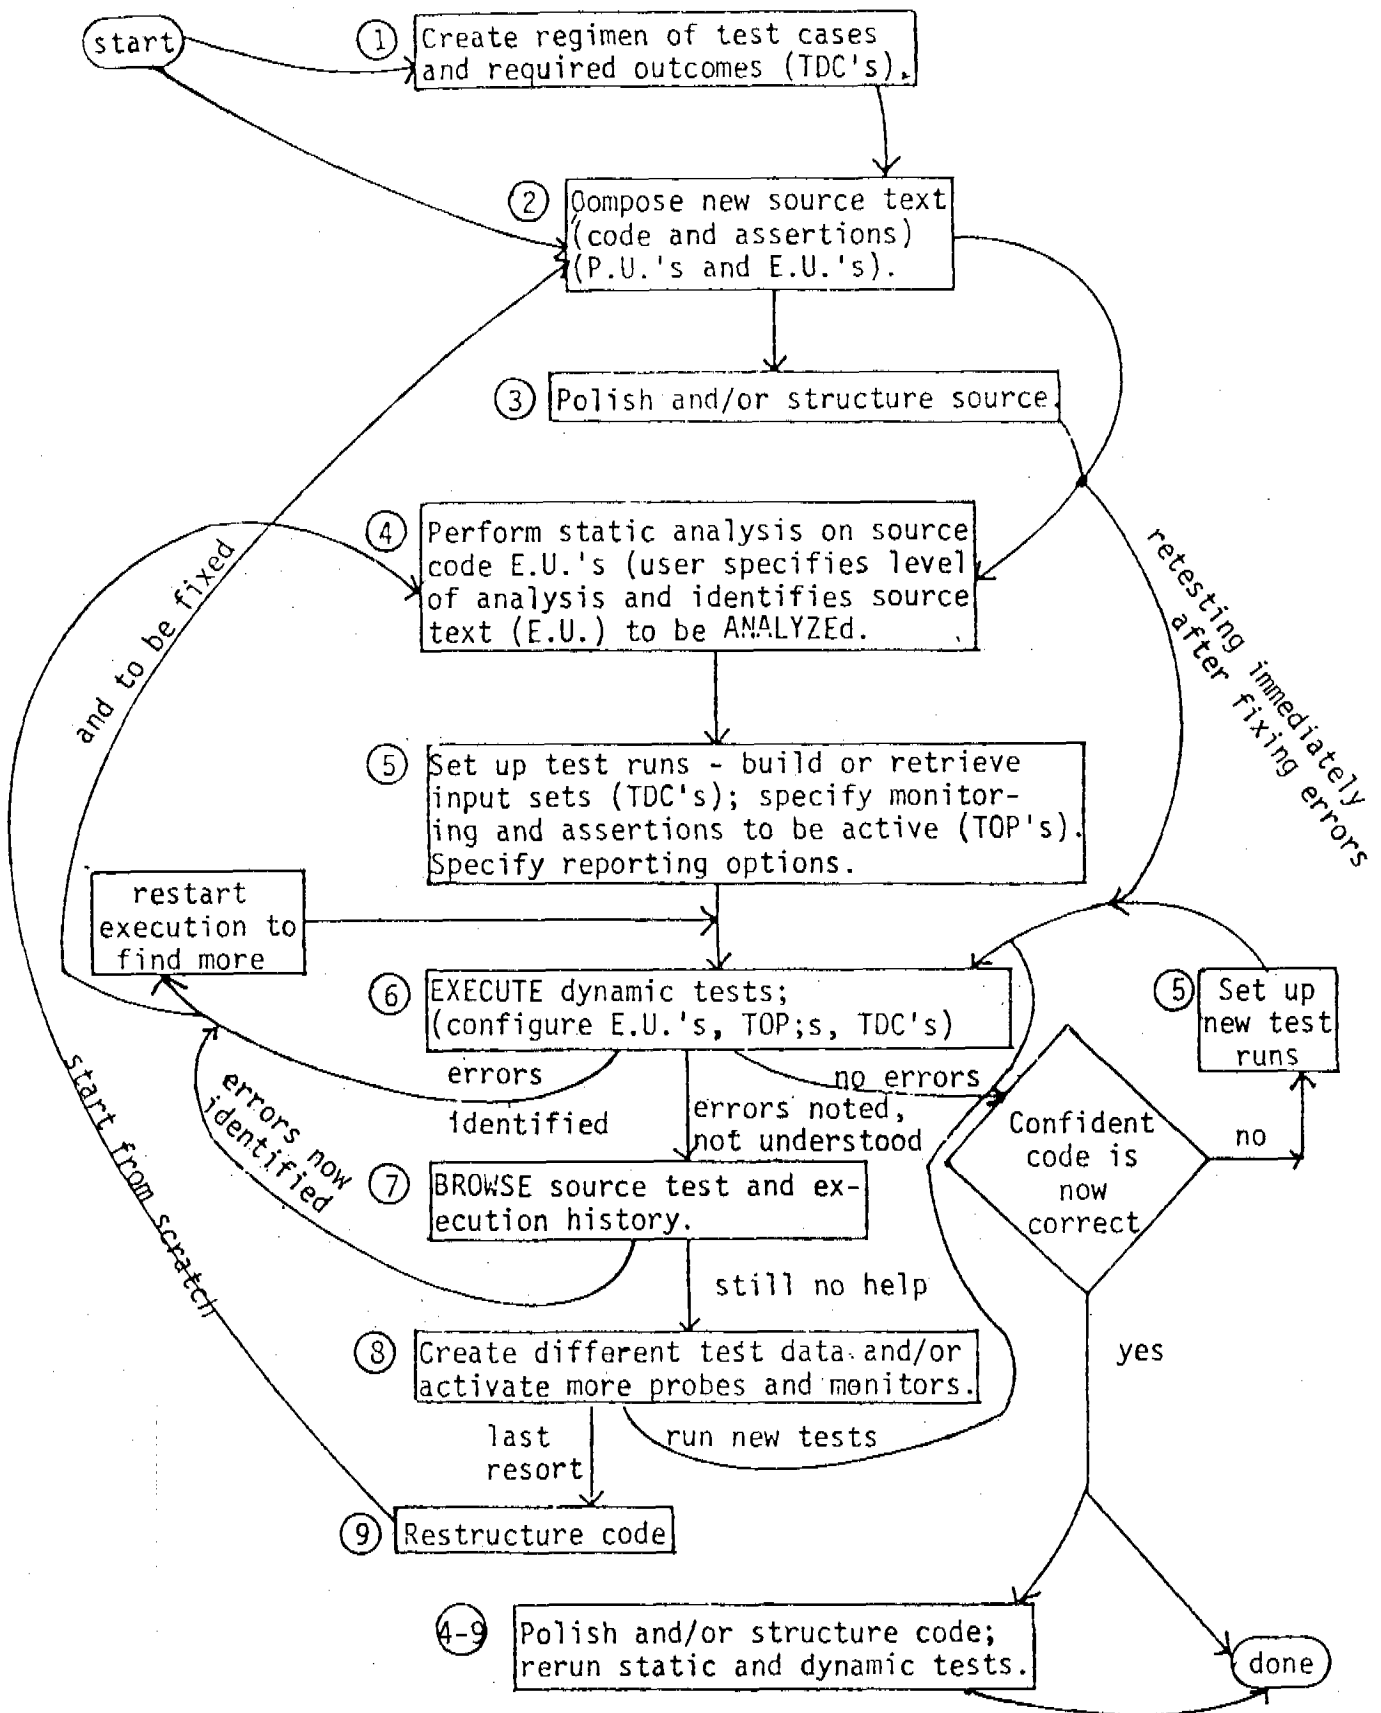 start
1
Create regimen of test cases
and required outcomes (TDC's).
2
Compose new source text
(code and assertions)
(P.U.'s and E.U.'s).
3
Polish and/or structure source.
4
Perform static analysis on source
code E.U.'s (user specifies level
of analysis and identifies source
text (E.U.) to be ANALYZEd.
and to be fixed
retesting immediately
after fixing errors
5
Set up test runs - build or retrieve
input sets (TDC's); specify monitor-
ing and assertions to be active (TOP's).
Specify reporting options.
restart
execution to
find more
6
EXECUTE dynamic tests;
(configure E.U.'s, TOP;s, TDC's)
5
Set up
new test
runs
errors
identified
no errors
errors noted,
not understood
Confident
code is
now
correct
no
errors now
identified
start from scratch
7
BROWSE source test and ex-
ecution history.
still no help
8
Create different test data and/or
activate more probes and monitors.
yes
last
resort
run new tests
9
Restructure code
4-9
Polish and/or structure code;
rerun static and dynamic tests.
done